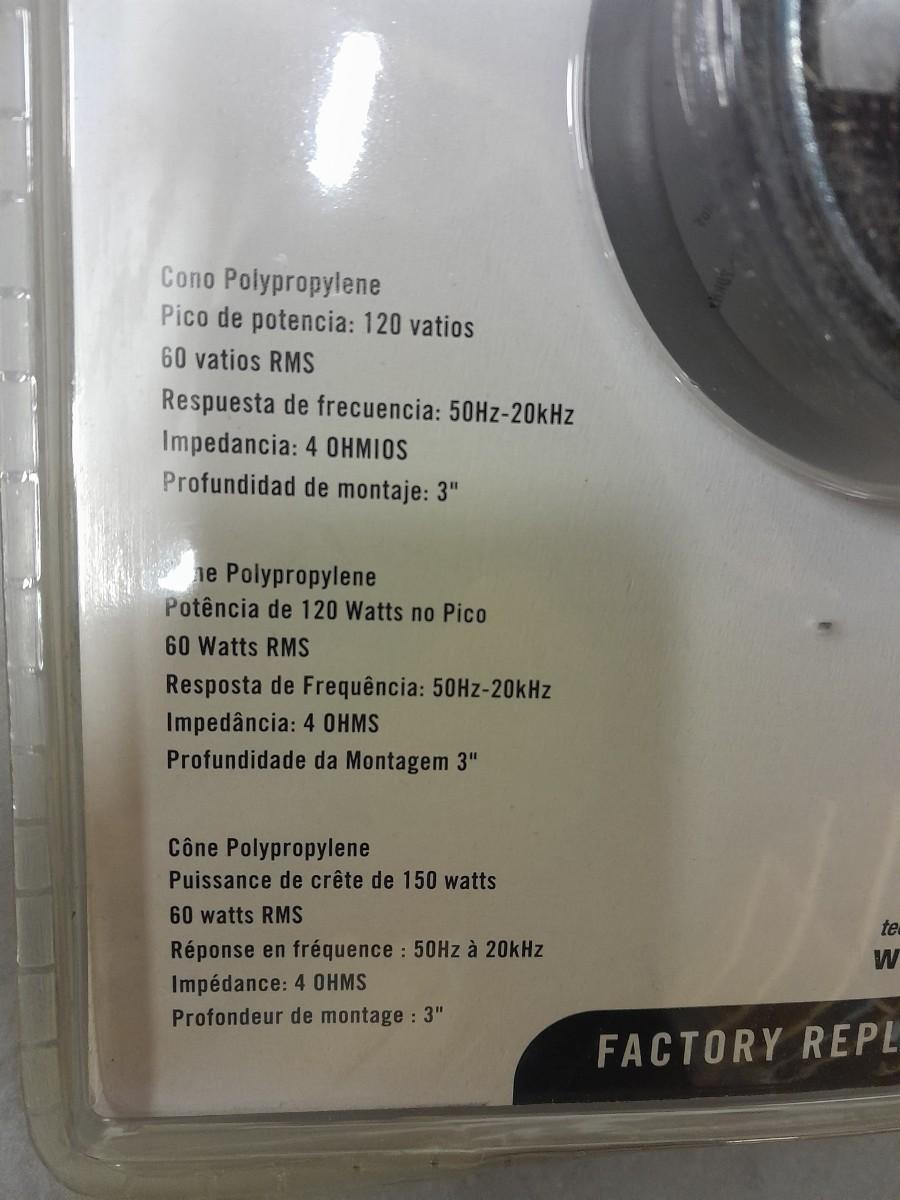 Cono Polypropylene
Pico de potencia: 120 vatios
60 vatios RMS
Respuesta de frecuencia: 50Hz-20kHz
Impedancia: 4 OHMIOS
Profundidad de montaje: 3"
Polypropylene
Potência de 120 Watts no Pico
60 Watts RMS
Resposta de Frequência: 50Hz-20kHz
Impedância: 4 OHMS
Profundidade da Montagem 3"
Cône Polypropylene
Puissance de crête de 150 watts
60 watts RMS
Réponse en fréquence : 50Hz à 20kHz
Impédance: 4 OHMS
Profondeur de montage : 3"
FACTORY